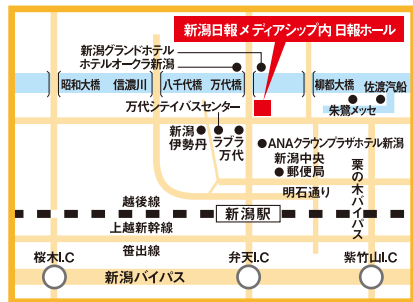 新潟日報メディアシップ内 日報ホール
新潟グランドホテル
ホテルオークラ新潟
昭和大橋
信濃川
八千代橋
万代橋
柳都大橋
佐渡汽船
朱鷺メッセ
万代シテイバスセンター
新潟
伊勢丹
ラブラ
万代
ANAクラウンプラザホテル新潟
新潟中央
郵便局
明石通り
栗の木バイパス
越後線
新潟駅
上越新幹線
笹出線
桜木I.C
弁天I.C
紫竹山I.C
新潟バイパス